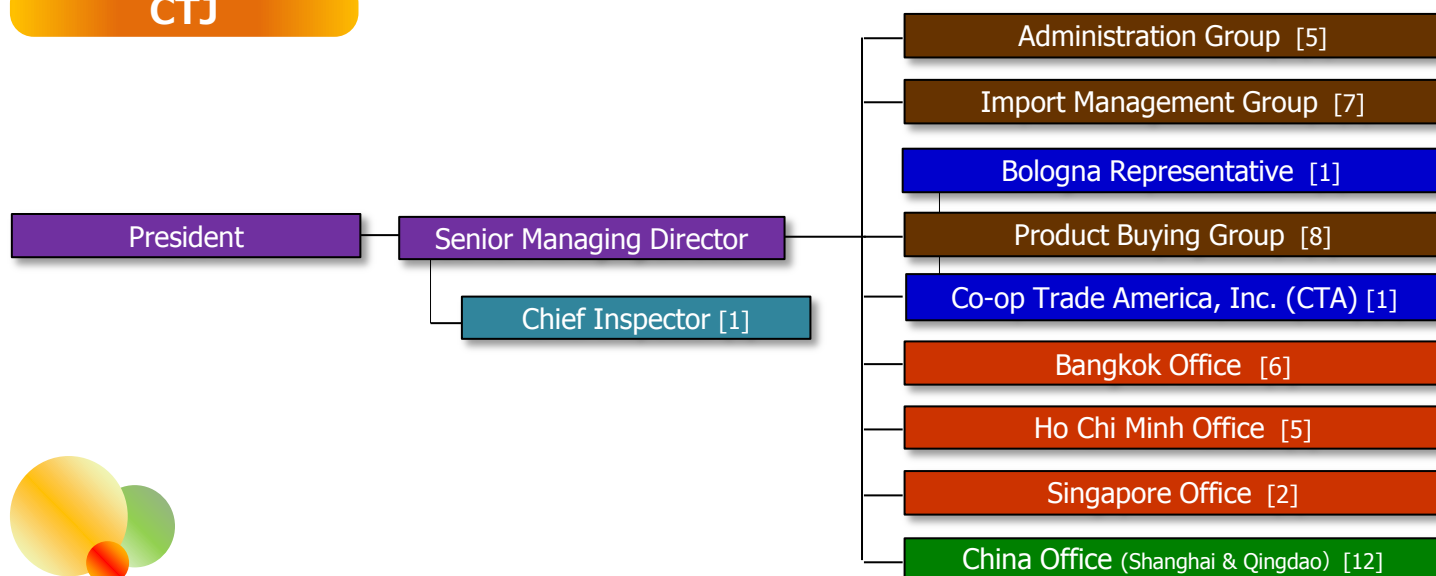 CTJ
President
Senior Managing Director
Chief Inspector [1]
Administration Group [5]
Import Management Group [7]
Bologna Representative [1]
Product Buying Group [8]
Co-op Trade America, Inc. (CTA) [1]
Bangkok Office [6]
Ho Chi Minh Office [5]
Singapore Office [2]
China Office (Shanghai & Qingdao） [12]